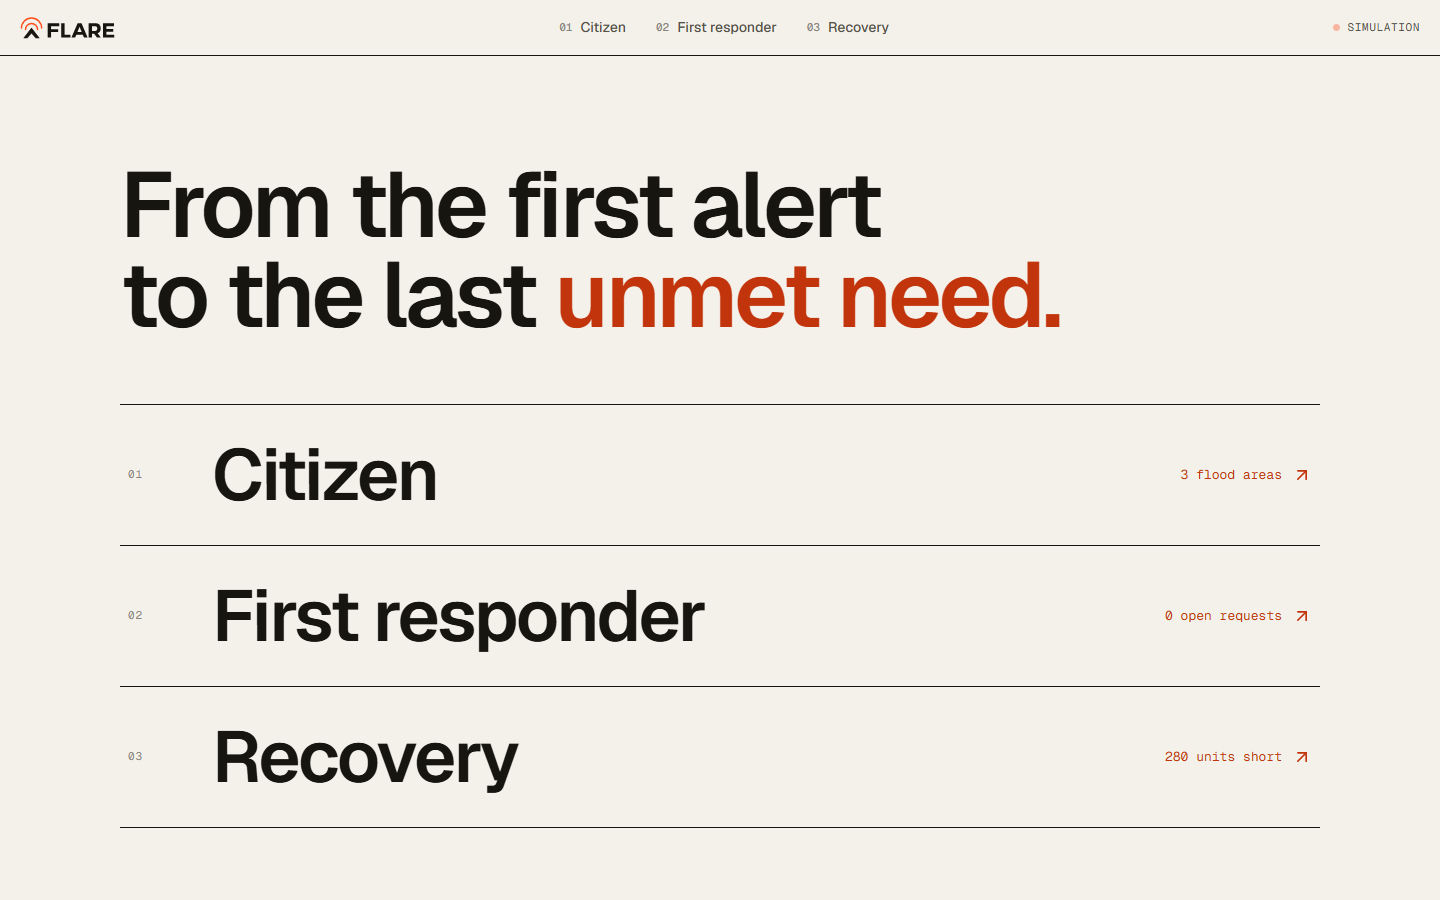 FLARE
01 Citizen 02 First responder 03 Recovery
SIMULATION
From the first alert
to the last unmet need.
01 Citizen 3 flood areas
02 First responder 0 open requests
03 Recovery 280 units short